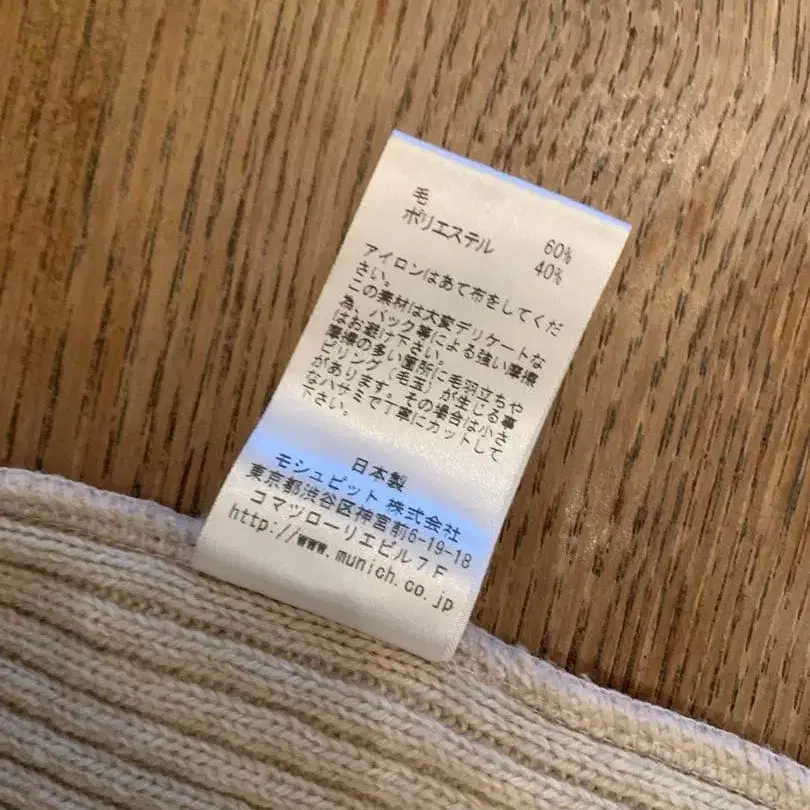 毛 60%
ポリエステル 40%
アイロンはあて布をしてくだ
さい。
この素材は大変デリケートな
為、バック等による強い摩擦
はお避け下さい。
摩擦の多い箇所に毛羽立ちや
ピリング(毛玉)が生じる事
があります。その場合は小さ
なハサミで丁寧にカットして
下さい。
日本製
モシュピット 株式会社
東京都渋谷区神宮前6-19-18
コマツローリエビル7F
http://www.munich.co.jp